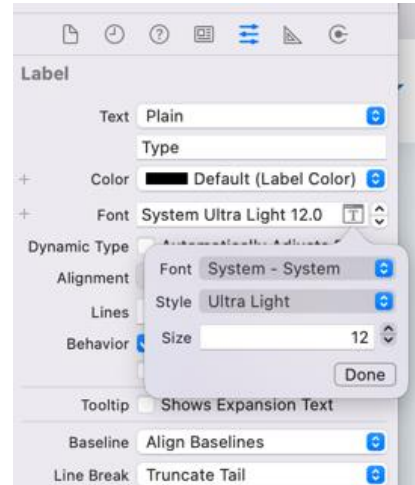 Label
Text Plain
Type
+ Color Default (Label Color)
+ Font System Ultra Light 12.0 T
Dynamic Type
Alignment Font System - System
Lines Style Ultra Light
Behavior Size 12
Done
Tooltip Shows Expansion Text
Baseline Align Baselines
Line Break Truncate Tail